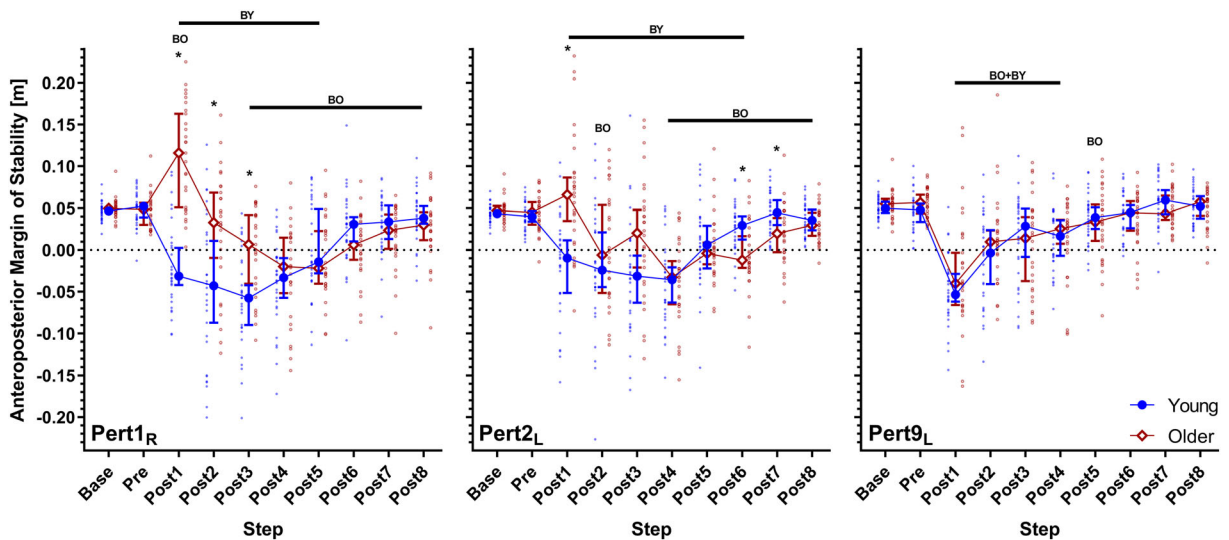 BY
BO
*
*
*
BO
BY
*
BO
BO
*
*
BO+BY
BO
Anteroposterior Margin of Stability [m]
0.20
0.15
0.10
0.05
0.00
-0.05
-0.10
-0.15
-0.20
Pert1R
Pert2L
Pert9L
Young
Older
Base Pre Post1 Post2 Post3 Post4 Post5 Post6 Post7 Post8
Base Pre Post1 Post2 Post3 Post4 Post5 Post6 Post7 Post8
Base Pre Post1 Post2 Post3 Post4 Post5 Post6 Post7 Post8
Step
Step
Step